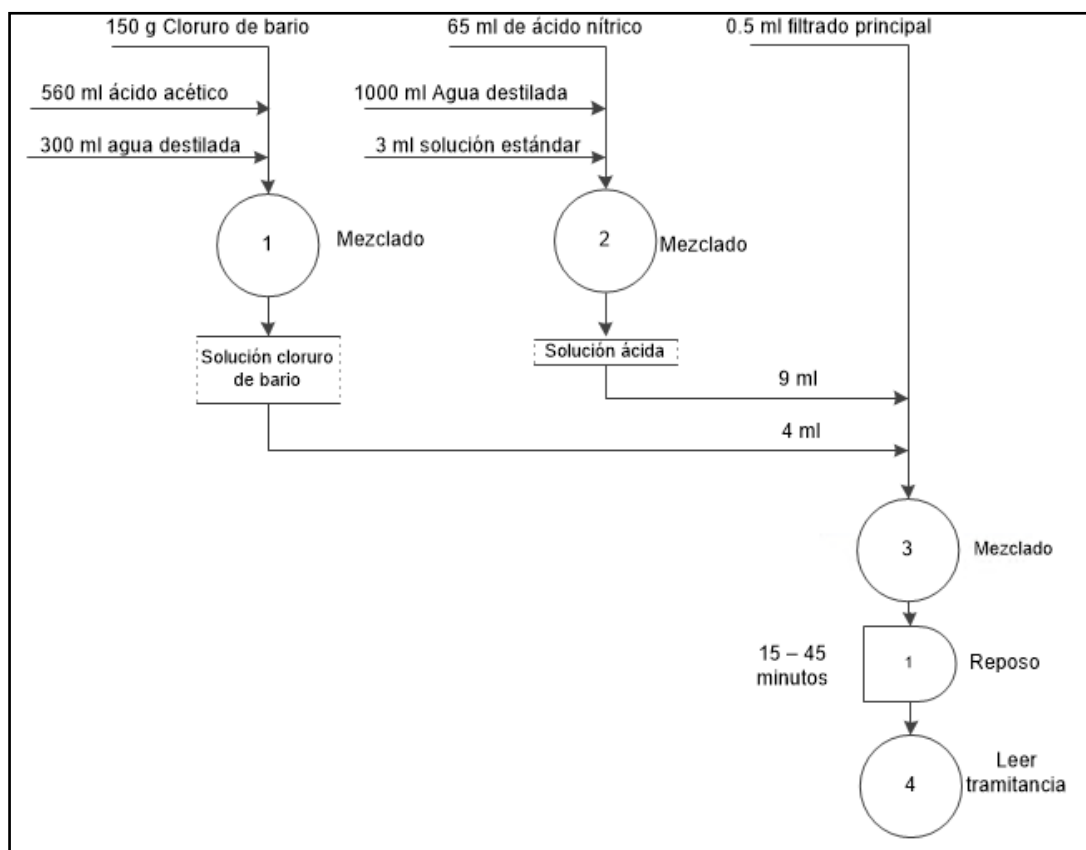 150 g Cloruro de bario
65 ml de ácido nítrico
0.5 ml filtrado principal
560 ml ácido acético
1000 ml Agua destilada
300 ml agua destilada
3 ml solución estándar
1
Mezclado
2
Mezclado
Solución cloruro
de bario
Solución ácida
9 ml
4 ml
3
Mezclado
15 – 45
minutos
1
Reposo
4
Leer
tramitancia